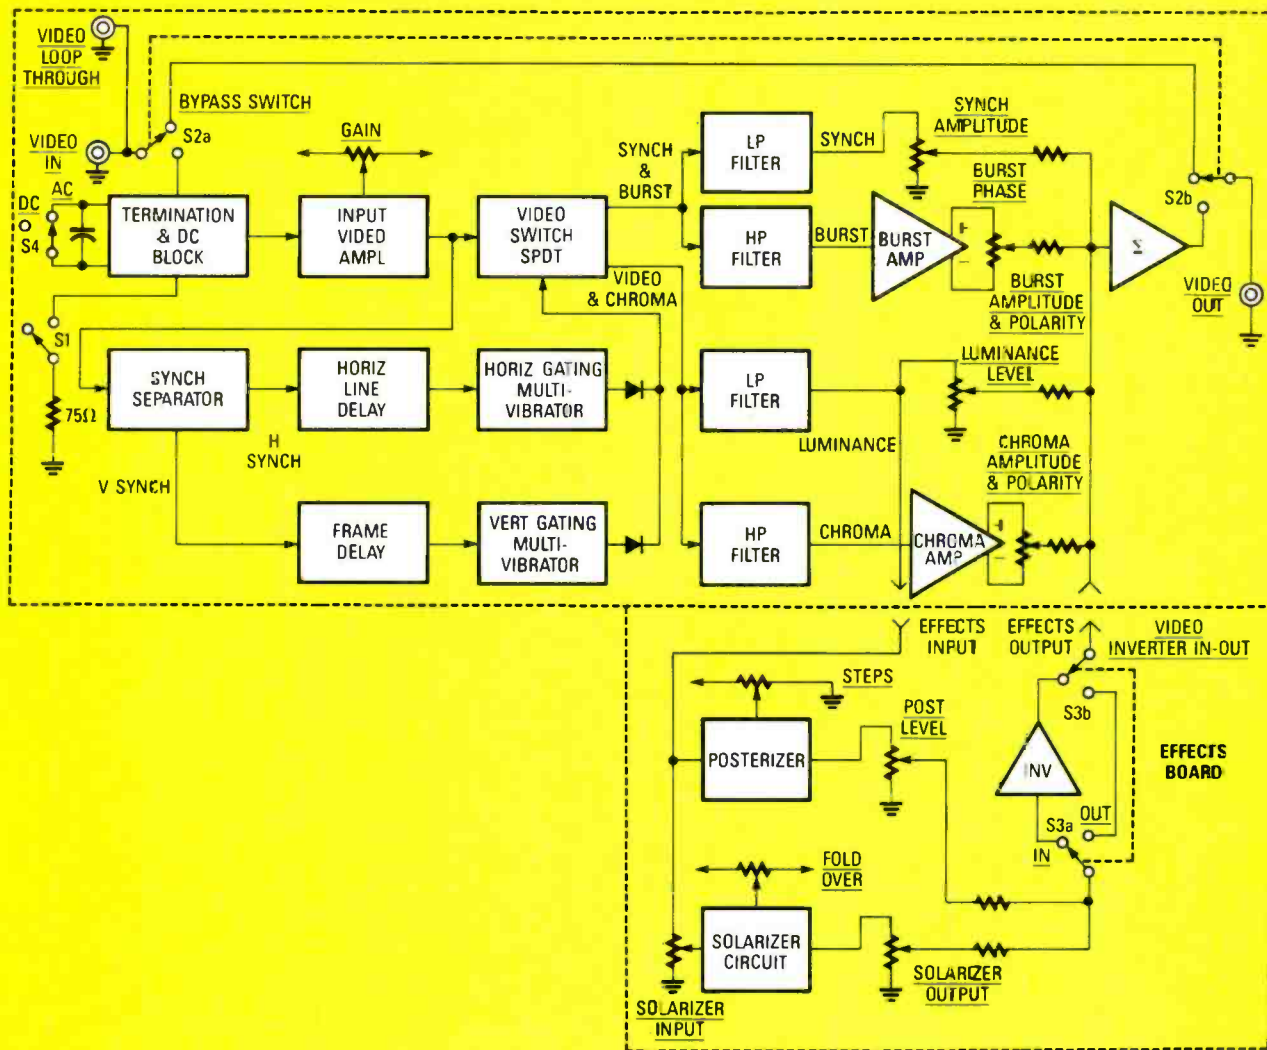 VIDEO
LOOP
THROUGH
BYPASS SWITCH
S2a
VIDEO
IN
GAIN
DC
AC
S4
TERMINATION
& DC
BLOCK
INPUT
VIDEO
AMPL
VIDEO
SWITCH
SPDT
SYNCH
&
BURST
VIDEO
& CHROMA
LP
FILTER
SYNCH
SYNCH
AMPLITUDE
HP
FILTER
BURST
BURST
AMP
+
−
BURST
PHASE
BURST
AMPLITUDE
& POLARITY
Σ
S2b
VIDEO
OUT
S1
75Ω
SYNCH
SEPARATOR
HORIZ
LINE
DELAY
HORIZ GATING
MULTI-
VIBRATOR
LP
FILTER
LUMINANCE
LUMINANCE
LEVEL
H
SYNCH
V SYNCH
FRAME
DELAY
VERT GATING
MULTI-
VIBRATOR
HP
FILTER
CHROMA
CHROMA
AMP
+
−
CHROMA
AMPLITUDE
& POLARITY
EFFECTS
INPUT
EFFECTS
OUTPUT
VIDEO
INVERTER IN-OUT
STEPS
POSTERIZER
POST
LEVEL
S3b
INV
EFFECTS
BOARD
S3a
OUT
IN
FOLD
OVER
SOLARIZER
CIRCUIT
SOLARIZER
OUTPUT
SOLARIZER
INPUT